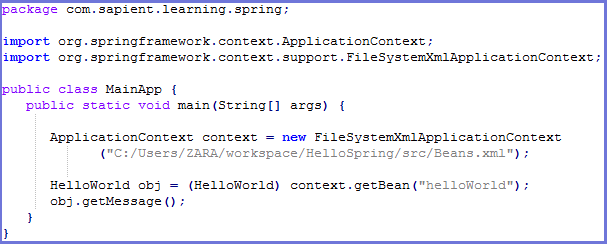 package com.sapient.learning.spring;
import org.springframework.context.ApplicationContext;
import org.springframework.context.support.FileSystemXmlApplicationContext;
public class MainApp {
public static void main(String[] args) {
ApplicationContext context = new FileSystemXmlApplicationContext
("C:/Users/ZARA/workspace/HelloSpring/src/Beans.xml");
HelloWorld obj = (HelloWorld) context.getBean("helloWorld");
obj.getMessage();
}
}